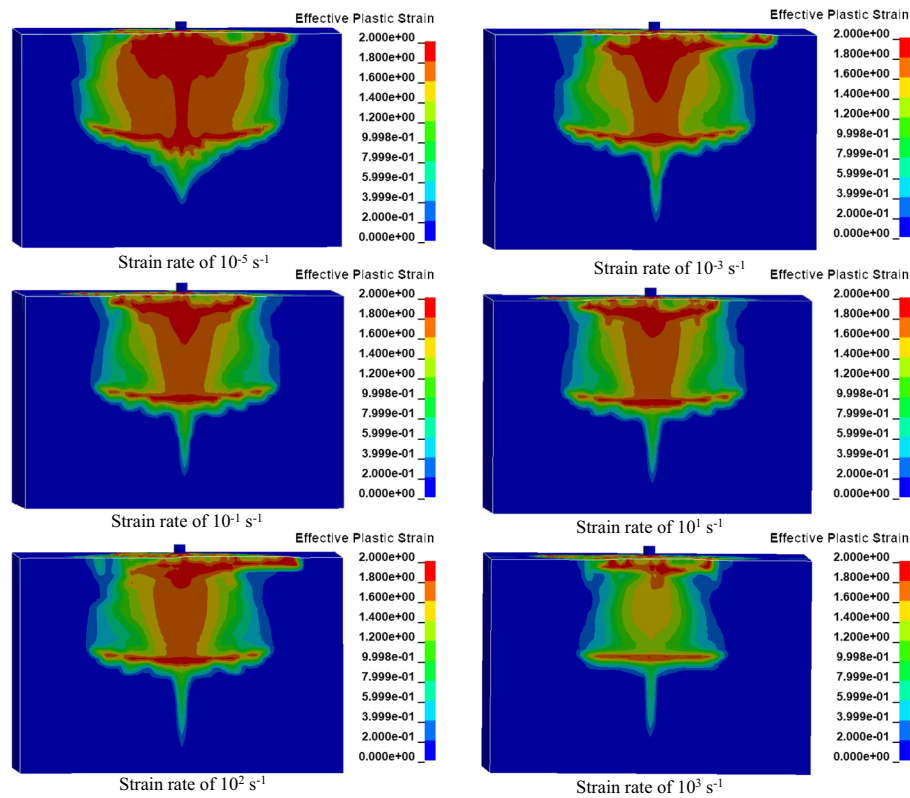 Effective Plastic Strain
2.000e+00
1.800e+00
1.600e+00
1.400e+00
1.200e+00
9.998e-01
7.999e-01
5.999e-01
3.999e-01
2.000e-01
0.000e+00
Strain rate of 10⁻⁵ s⁻¹
Effective Plastic Strain
2.000e+00
1.800e+00
1.600e+00
1.400e+00
1.200e+00
9.998e-01
7.999e-01
5.999e-01
3.999e-01
2.000e-01
0.000e+00
Strain rate of 10⁻³ s⁻¹
Effective Plastic Strain
2.000e+00
1.800e+00
1.600e+00
1.400e+00
1.200e+00
9.998e-01
7.999e-01
5.999e-01
3.999e-01
2.000e-01
0.000e+00
Strain rate of 10⁻¹ s⁻¹
Effective Plastic Strain
2.000e+00
1.800e+00
1.600e+00
1.400e+00
1.200e+00
9.998e-01
7.999e-01
5.999e-01
3.999e-01
2.000e-01
0.000e+00
Strain rate of 10¹ s⁻¹
Effective Plastic Strain
2.000e+00
1.800e+00
1.600e+00
1.400e+00
1.200e+00
9.998e-01
7.999e-01
5.999e-01
3.999e-01
2.000e-01
0.000e+00
Strain rate of 10² s⁻¹
Effective Plastic Strain
2.000e+00
1.800e+00
1.600e+00
1.400e+00
1.200e+00
9.998e-01
7.999e-01
5.999e-01
3.999e-01
2.000e-01
0.000e+00
Strain rate of 10³ s⁻¹